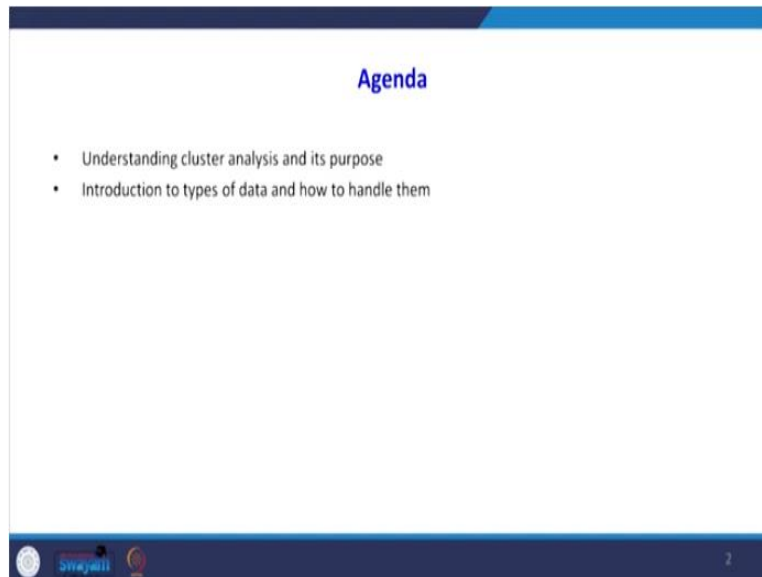 Agenda
• Understanding cluster analysis and its purpose
• Introduction to types of data and how to handle them
swayam
2